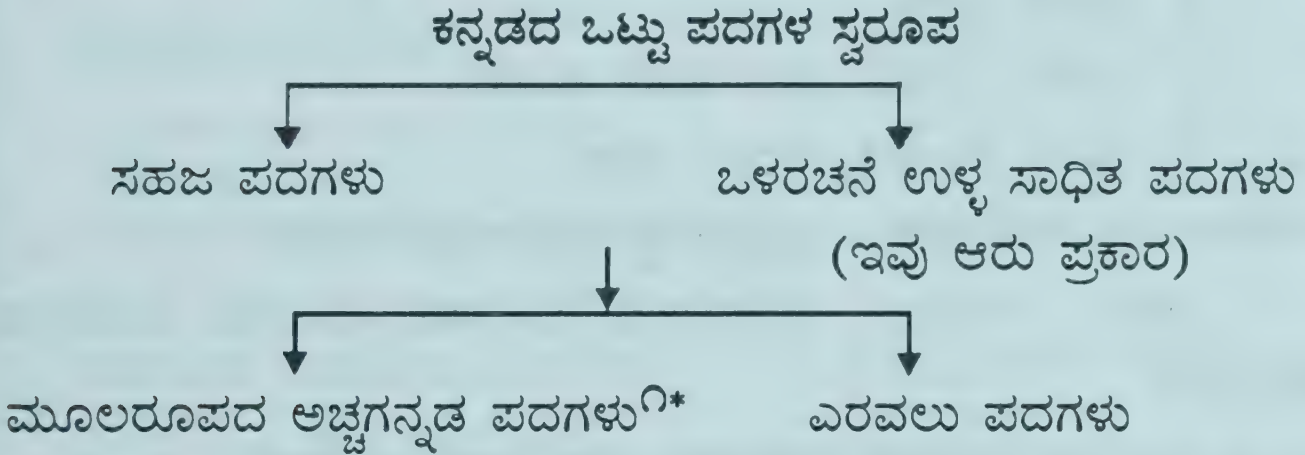 ಕನ್ನಡದ ಒಟ್ಟು ಪದಗಳ ಸ್ವರೂಪ
ಸಹಜ ಪದಗಳು ಒಳರಚನೆ ಉಳ್ಳ ಸಾಧಿತ ಪದಗಳು
(ಇವು ಆರು ಪ್ರಕಾರ)
ಮೂಲರೂಪದ ಅಚ್ಚಗನ್ನಡ ಪದಗಳು೧* ಎರವಲು ಪದಗಳು